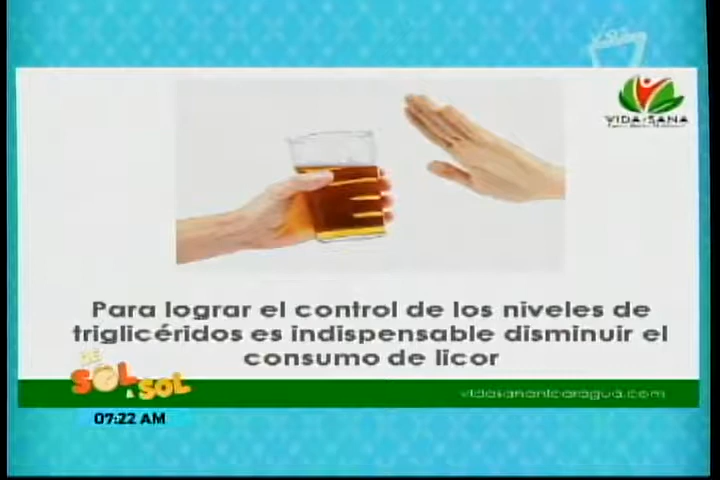 VIDA SANA
Para lograr el control de los niveles de
triglicéridos es indispensable disminuir el
consumo de licor
DE
SOL
A SOL
vidasananicaragua.com
07:22 AM